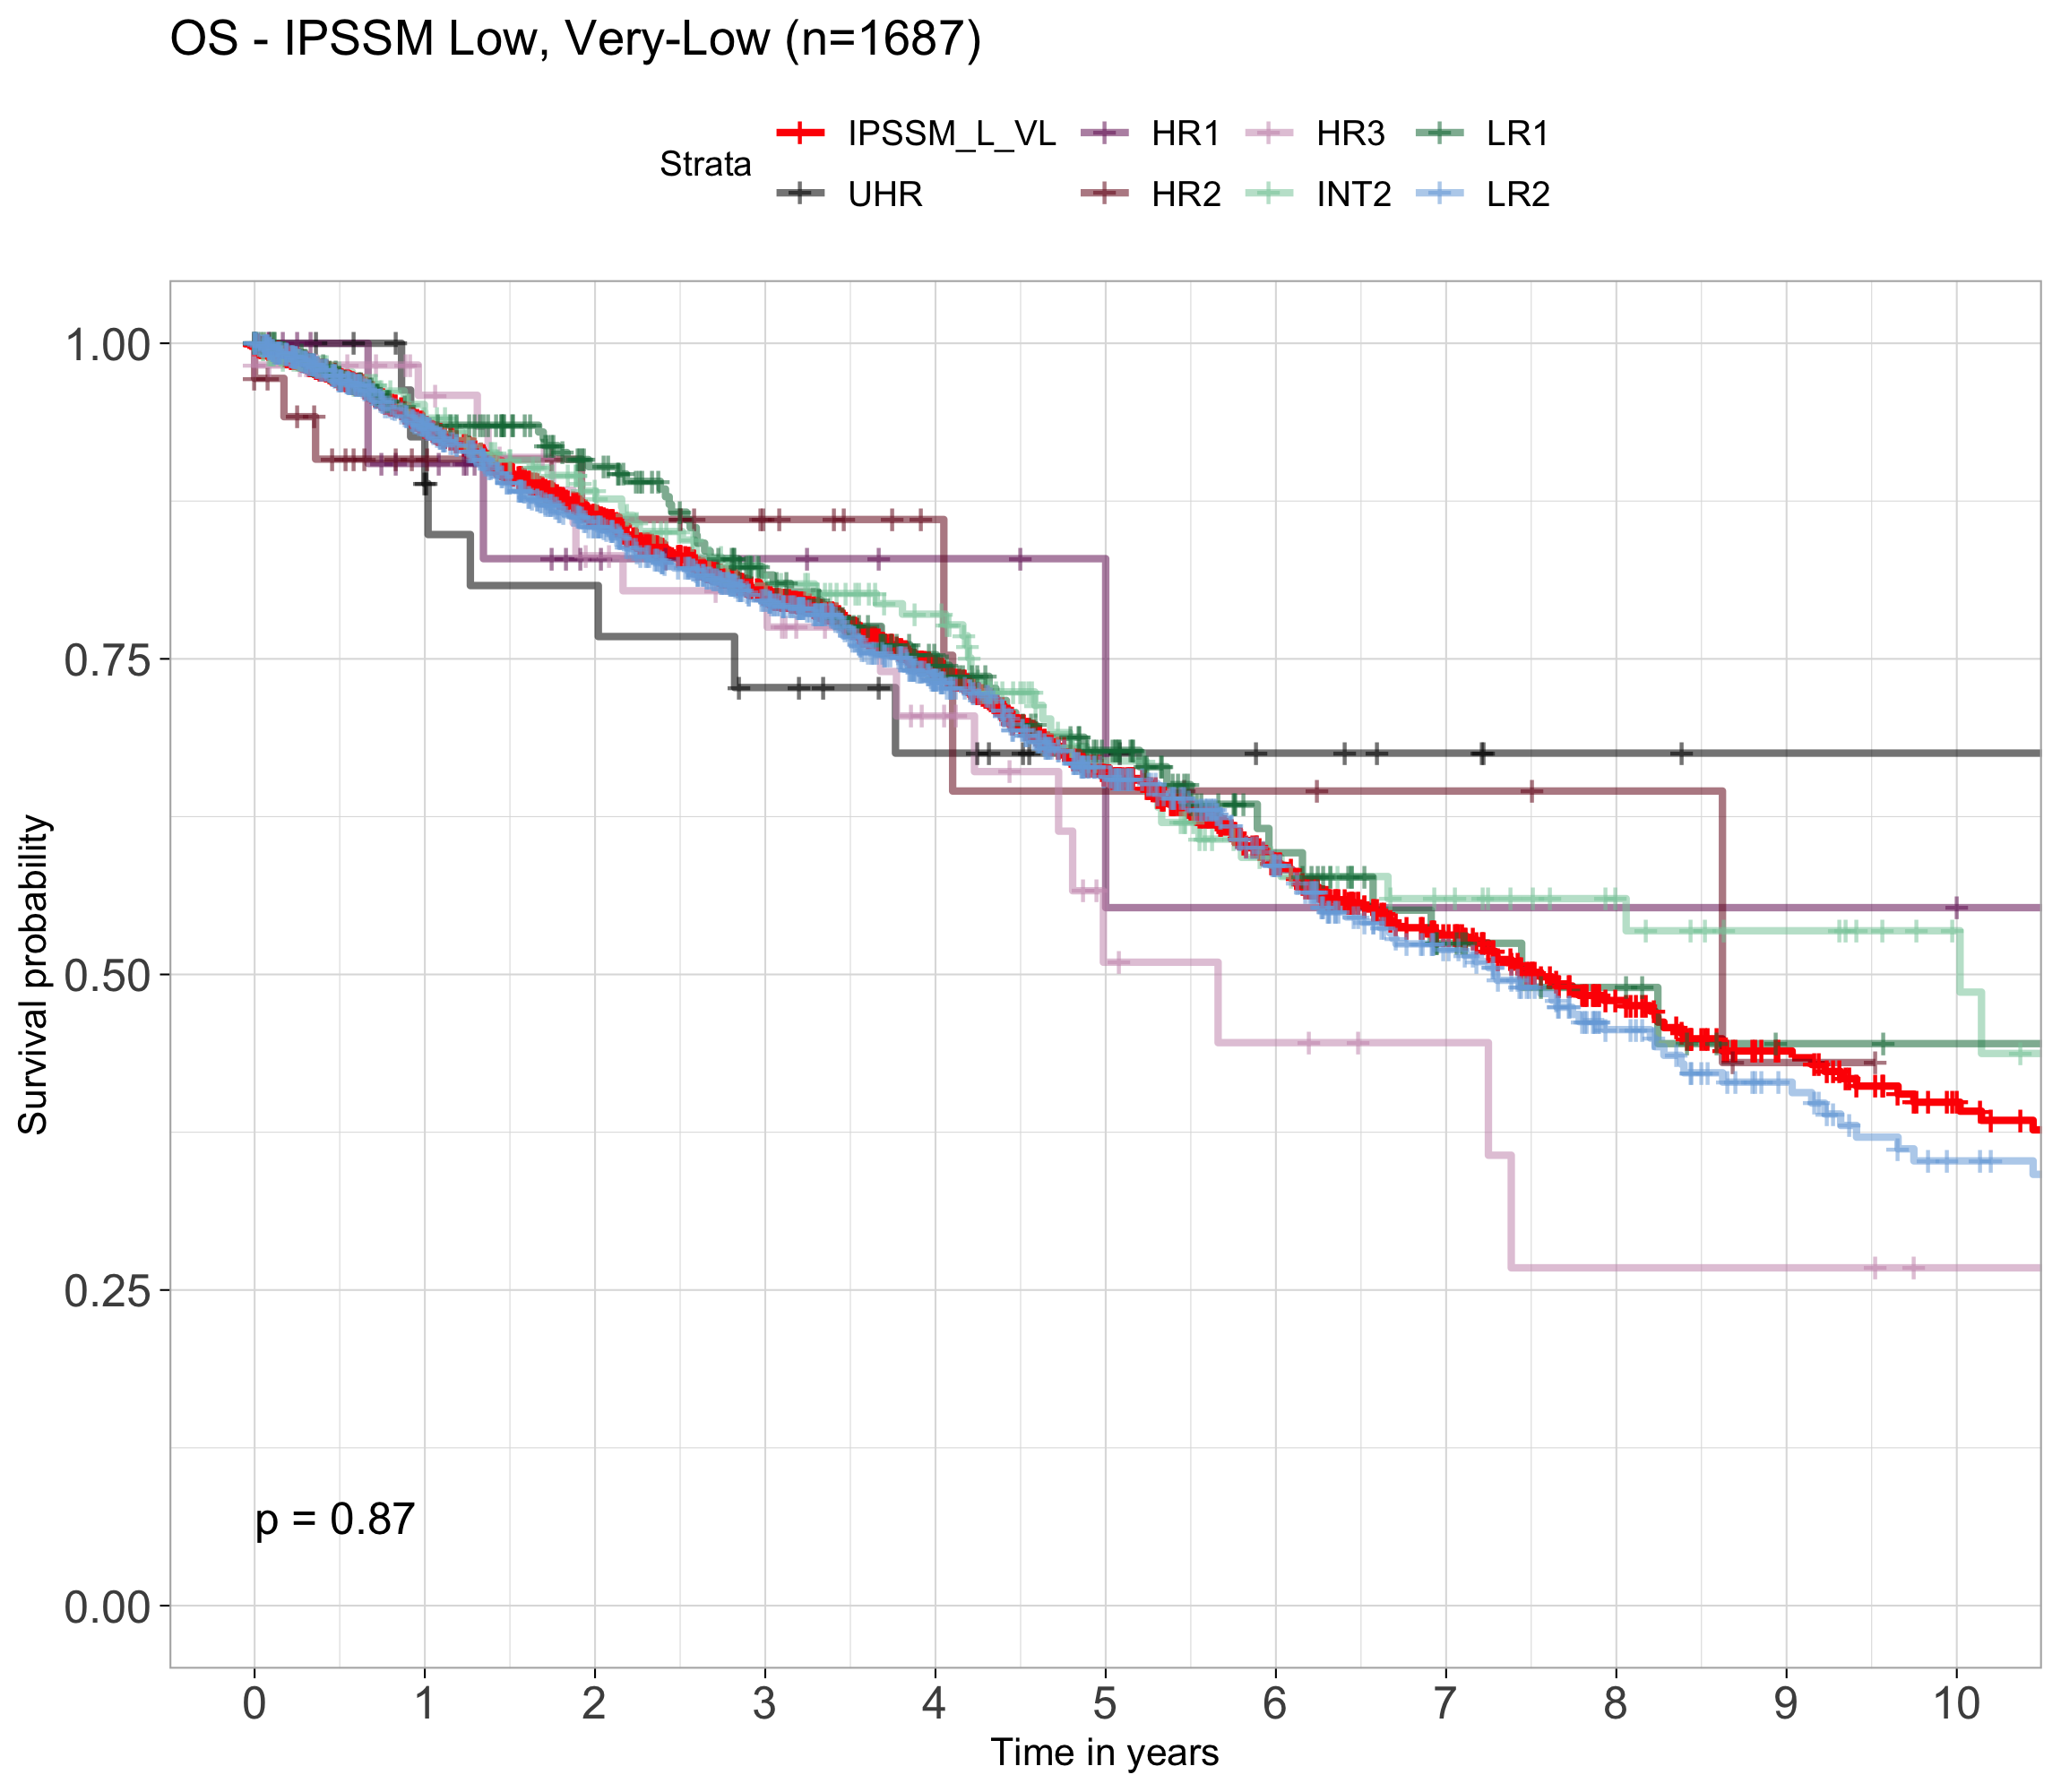 OS - IPSSM Low, Very-Low (n=1687)
Strata
IPSSM_L_VL HR1 HR3 LR1
UHR HR2 INT2 LR2
Survival probability
1.00
0.75
0.50
0.25
0.00
p = 0.87
0 1 2 3 4 5 6 7 8 9 10
Time in years